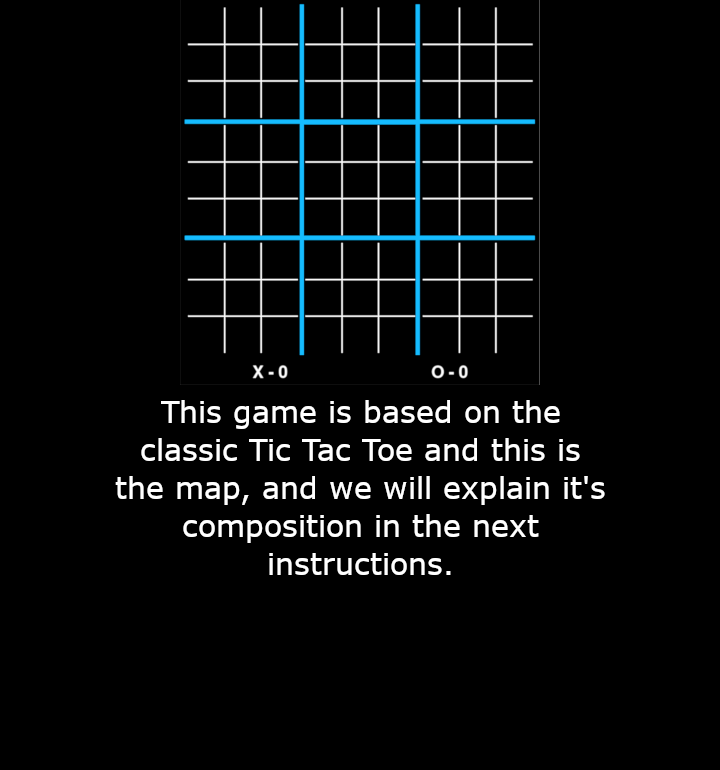 X - 0 O - 0
This game is based on the
classic Tic Tac Toe and this is
the map, and we will explain it's
composition in the next
instructions.